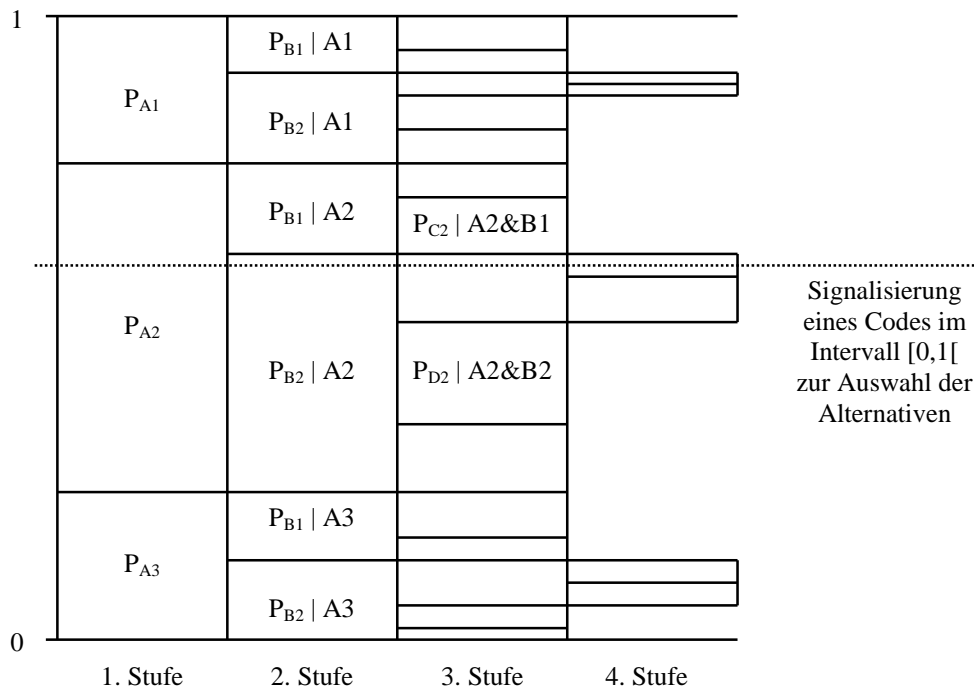 1
P_B1 | A1
P_A1
P_B2 | A1
P_B1 | A2
P_C2 | A2&B1
P_A2
P_B2 | A2
P_D2 | A2&B2
Signalisierung
eines Codes im
Intervall [0,1[
zur Auswahl der
Alternativen
P_B1 | A3
P_A3
P_B2 | A3
0
1. Stufe 2. Stufe 3. Stufe 4. Stufe